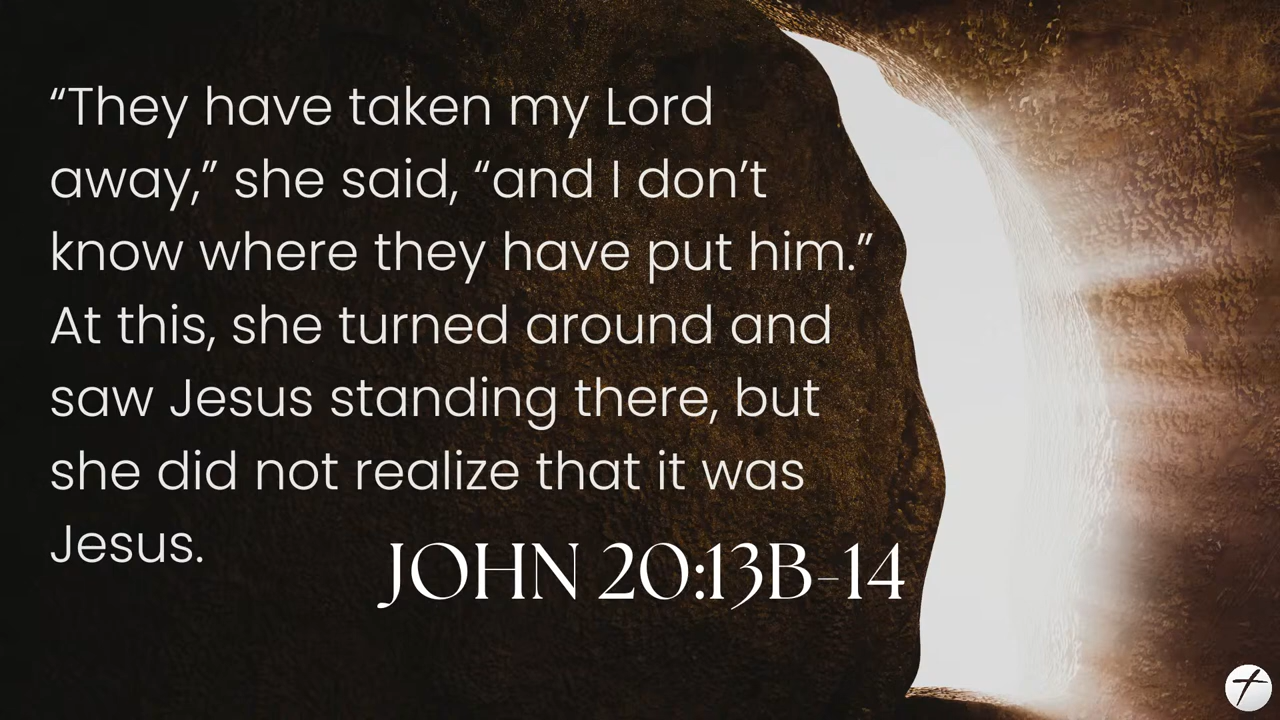 “They have taken my Lord
away,” she said, “and I don’t
know where they have put him.”
At this, she turned around and
saw Jesus standing there, but
she did not realize that it was
Jesus.
JOHN 20:13B-14